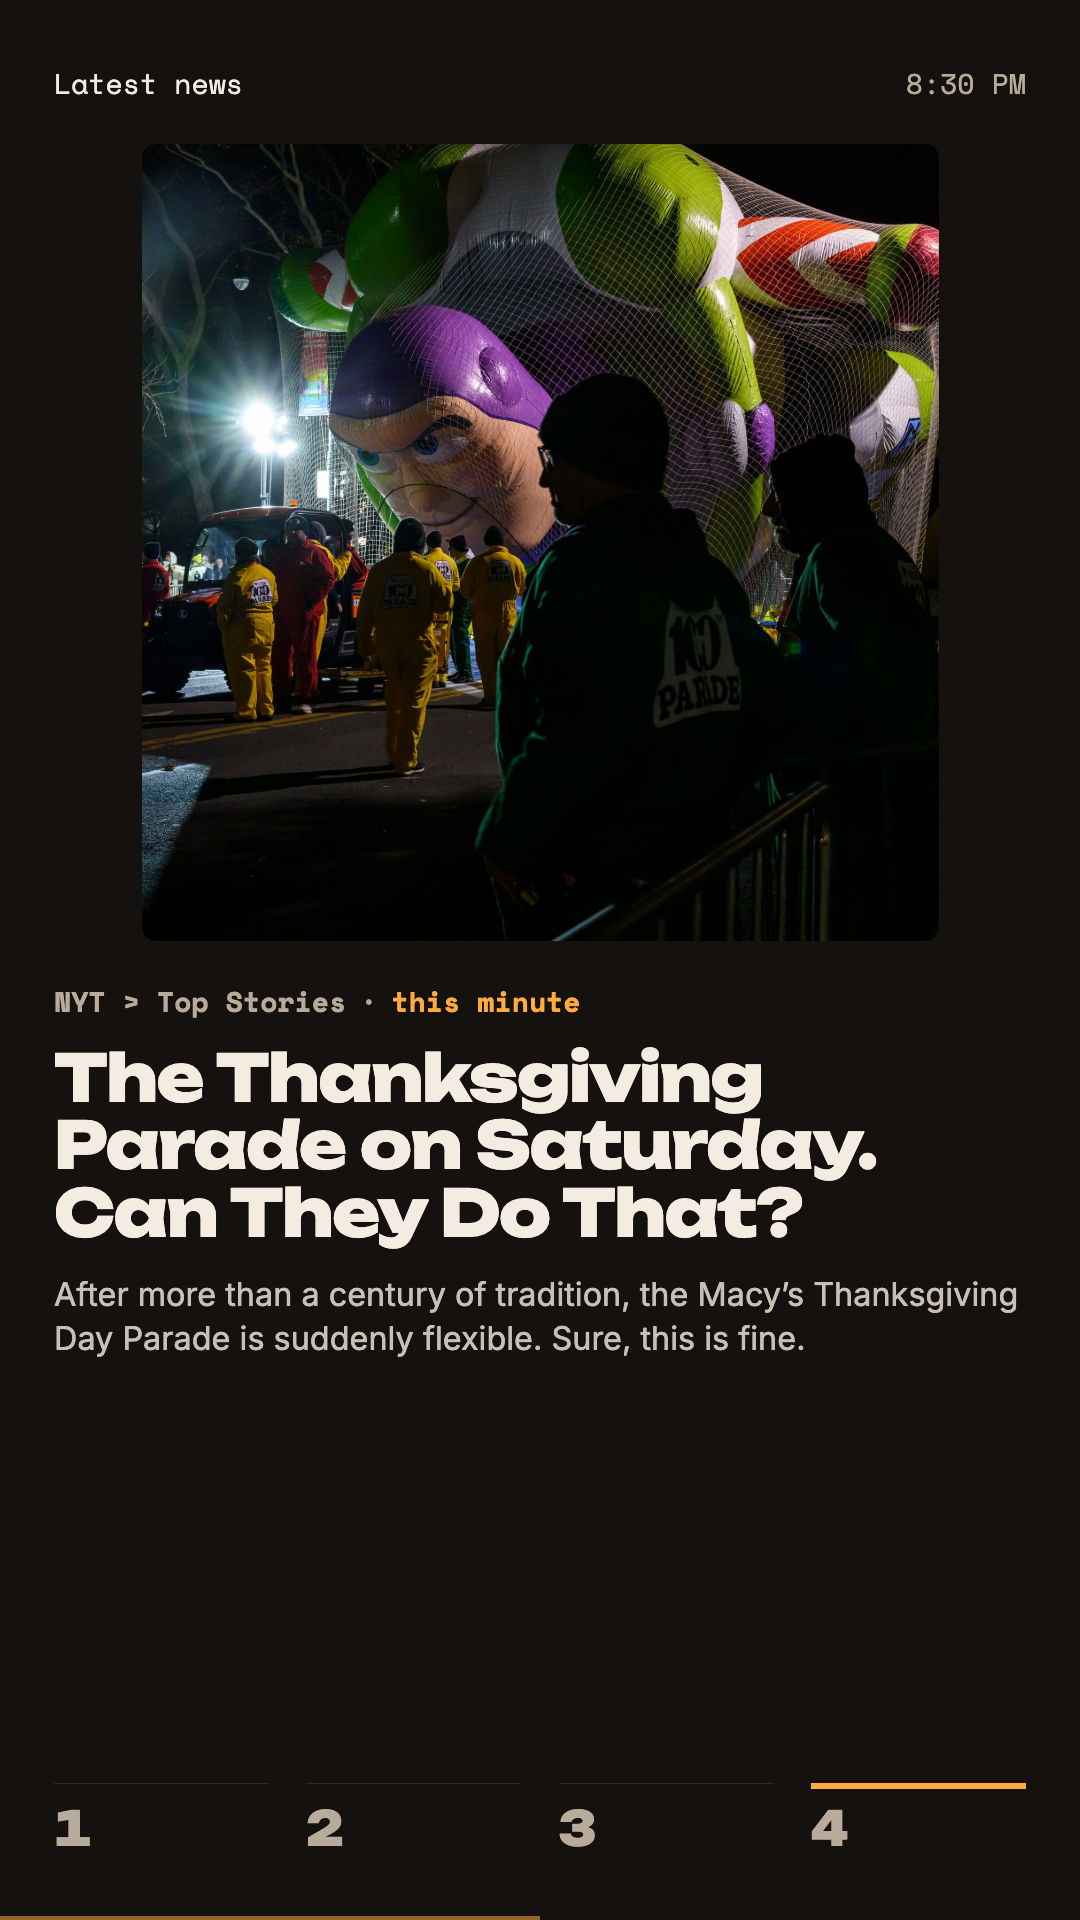 Latest news
8:30 PM
100
PARADE
NYT > Top Stories · this minute
The Thanksgiving
Parade on Saturday.
Can They Do That?
After more than a century of tradition, the Macy’s Thanksgiving
Day Parade is suddenly flexible. Sure, this is fine.
1
2
3
4